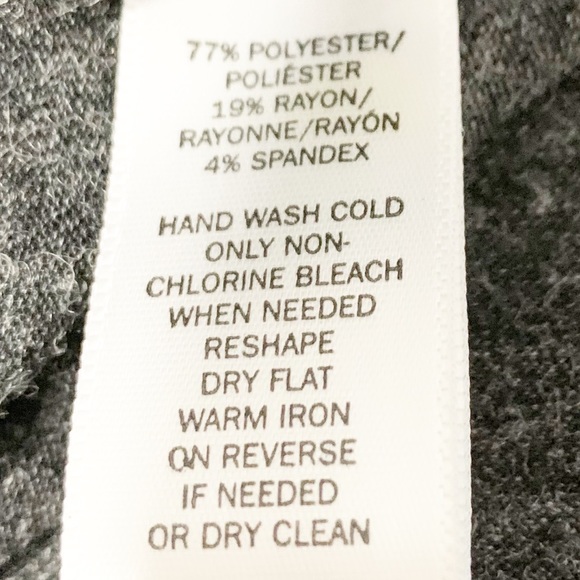 77% POLYESTER/
POLIÉSTER
19% RAYON/
RAYONNE/RAYÓN
4% SPANDEX
HAND WASH COLD
ONLY NON-
CHLORINE BLEACH
WHEN NEEDED
RESHAPE
DRY FLAT
WARM IRON
ON REVERSE
IF NEEDED
OR DRY CLEAN